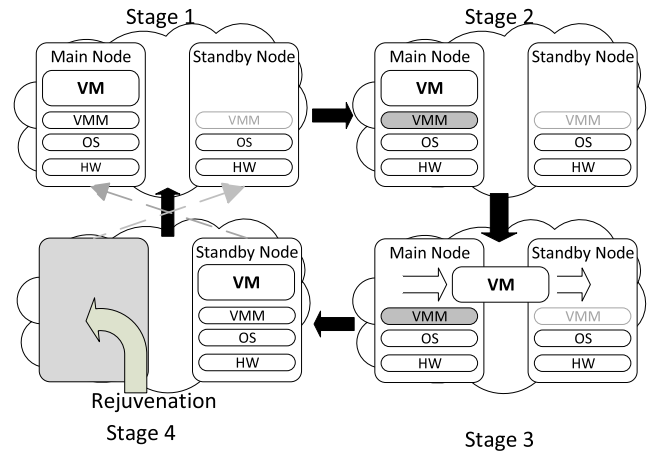 Stage 1
Main Node
VM
VMM
OS
HW
Standby Node
VMM
OS
HW
Stage 2
Main Node
VM
VMM
OS
HW
Standby Node
VMM
OS
HW
Standby Node
VM
VMM
OS
HW
Rejuvenation
Stage 4
Main Node
VM
VMM
OS
HW
Standby Node
VMM
OS
HW
Stage 3